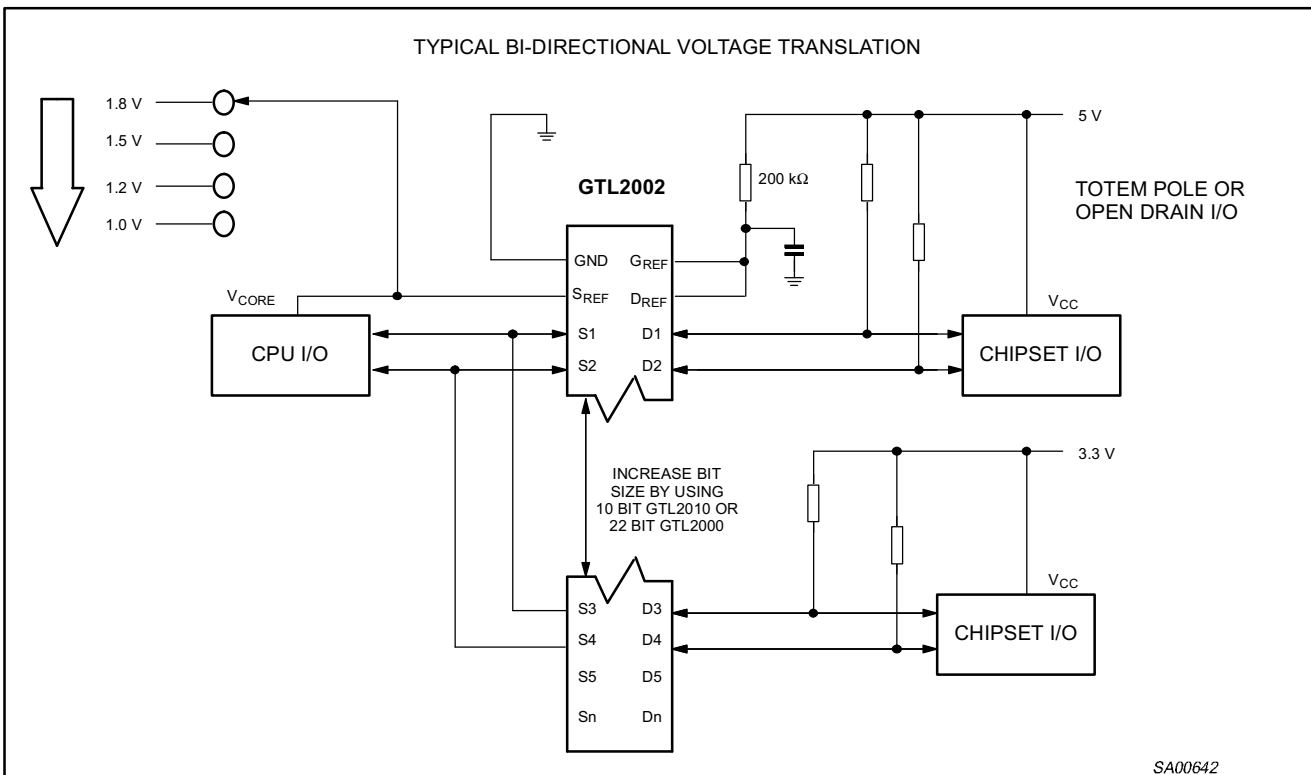 TYPICAL BI-DIRECTIONAL VOLTAGE TRANSLATION
1.8 V
1.5 V
1.2 V
1.0 V
5 V
200 kΩ
GTL2002
TOTEM POLE OR
OPEN DRAIN I/O
GND
GREF
SREF
DREF
VCORE
VCC
CPU I/O
S1
D1
S2
D2
CHIPSET I/O
3.3 V
INCREASE BIT
SIZE BY USING
10 BIT GTL2010 OR
22 BIT GTL2000
VCC
S3
D3
S4
D4
CHIPSET I/O
S5
D5
Sn
Dn
SA00642